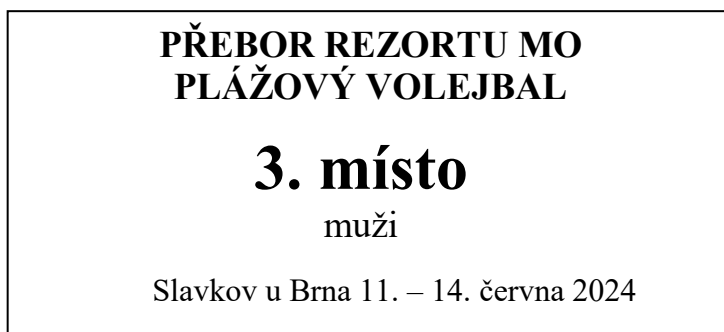 PŘEBOR REZORTU MO
PLÁŽOVÝ VOLEJBAL
3. místo
muži
Slavkov u Brna 11. – 14. června 2024